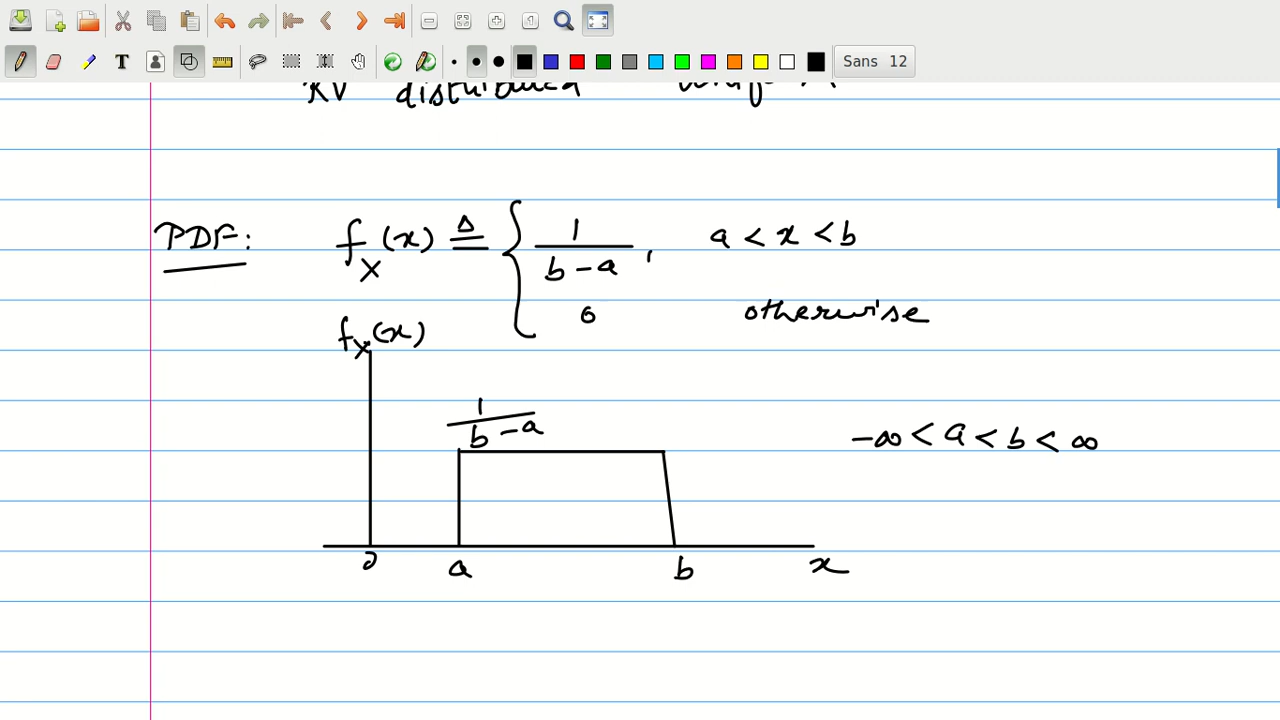 Sans 12
RV distributed
PDF: f_X(x) ≜ { 1/(b-a), a < x < b
0 otherwise
f_X(x)
1/(b-a)
-∞ < a < b < ∞
0 a b x